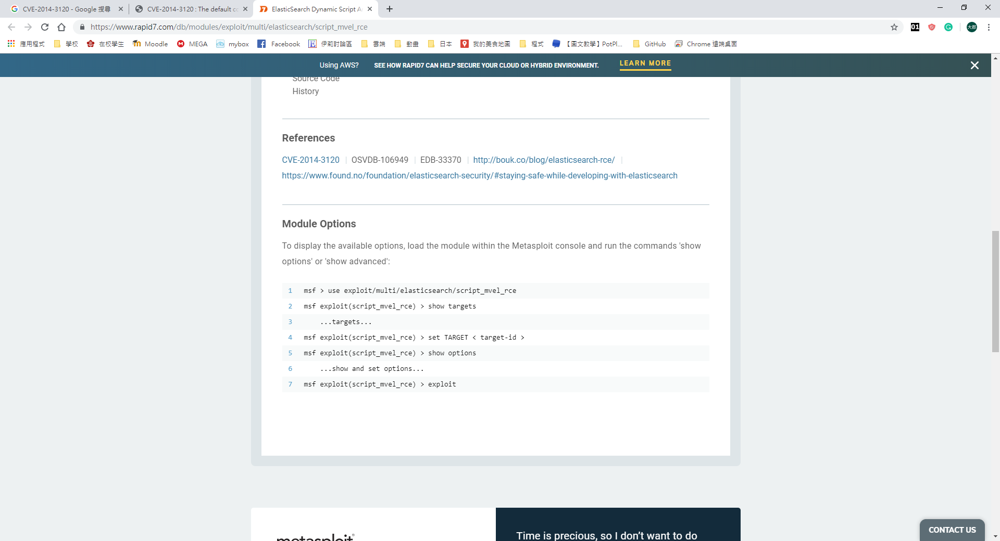 CVE-2014-3120 - Google 搜尋
CVE-2014-3120 : The default co
ElasticSearch Dynamic Script A
https://www.rapid7.com/db/modules/exploit/multi/elasticsearch/script_mvel_rce
01
大郡
應用程式
學校
在校學生
Moodle
MEGA
mybox
Facebook
伊莉討論區
雲端
動畫
日本
我的美食地圖
程式
【圖文教學】PotPl...
GitHub
Chrome 遠端桌面
Using AWS? SEE HOW RAPID7 CAN HELP SECURE YOUR CLOUD OR HYBRID ENVIRONMENT. LEARN MORE
Source Code
History
References
CVE-2014-3120 | OSVDB-106949 | EDB-33370 | http://bouk.co/blog/elasticsearch-rce/ |
https://www.found.no/foundation/elasticsearch-security/#staying-safe-while-developing-with-elasticsearch
Module Options
To display the available options, load the module within the Metasploit console and run the commands 'show
options' or 'show advanced':
1 msf > use exploit/multi/elasticsearch/script_mvel_rce
2 msf exploit(script_mvel_rce) > show targets
3 ...targets...
4 msf exploit(script_mvel_rce) > set TARGET < target-id >
5 msf exploit(script_mvel_rce) > show options
6 ...show and set options...
7 msf exploit(script_mvel_rce) > exploit
metasploit®
Time is precious, so I don’t want to do
CONTACT US